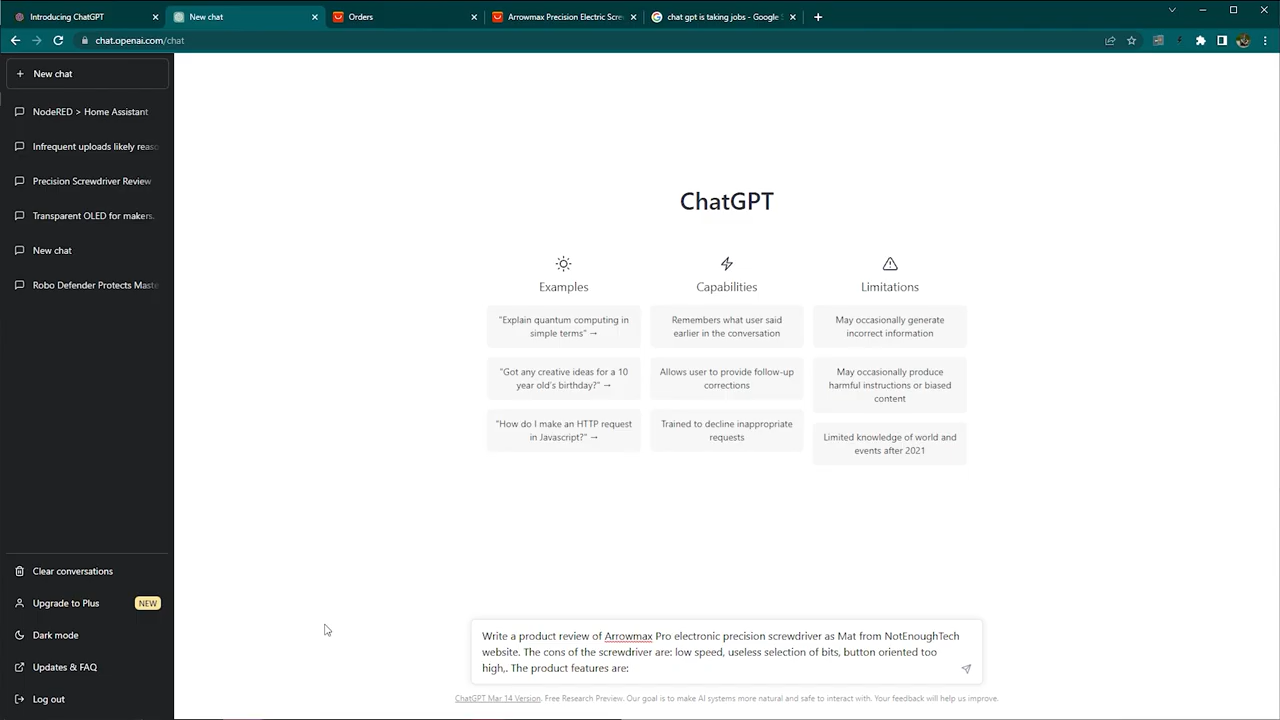 Introducing ChatGPT
New chat
Orders
Arrowmax Precision Electric Scre
chat gpt is taking jobs - Google S
chat.openai.com/chat
New chat
NodeRED > Home Assistant
Infrequent uploads likely reaso
Precision Screwdriver Review
Transparent OLED for makers.
New chat
Robo Defender Protects Maste
Clear conversations
Upgrade to Plus
NEW
Dark mode
Updates & FAQ
Log out
ChatGPT
Examples
"Explain quantum computing in
simple terms" →
"Got any creative ideas for a 10
year old's birthday?" →
"How do I make an HTTP request
in Javascript?" →
Capabilities
Remembers what user said
earlier in the conversation
Allows user to provide follow-up
corrections
Trained to decline inappropriate
requests
Limitations
May occasionally generate
incorrect information
May occasionally produce
harmful instructions or biased
content
Limited knowledge of world and
events after 2021
Write a product review of Arrowmax Pro electronic precision screwdriver as Mat from NotEnoughTech
website. The cons of the screwdriver are: low speed, useless selection of bits, button oriented too
high,. The product features are:
ChatGPT Mar 14 Version. Free Research Preview. Our goal is to make AI systems more natural and safe to interact with. Your feedback will help us improve.